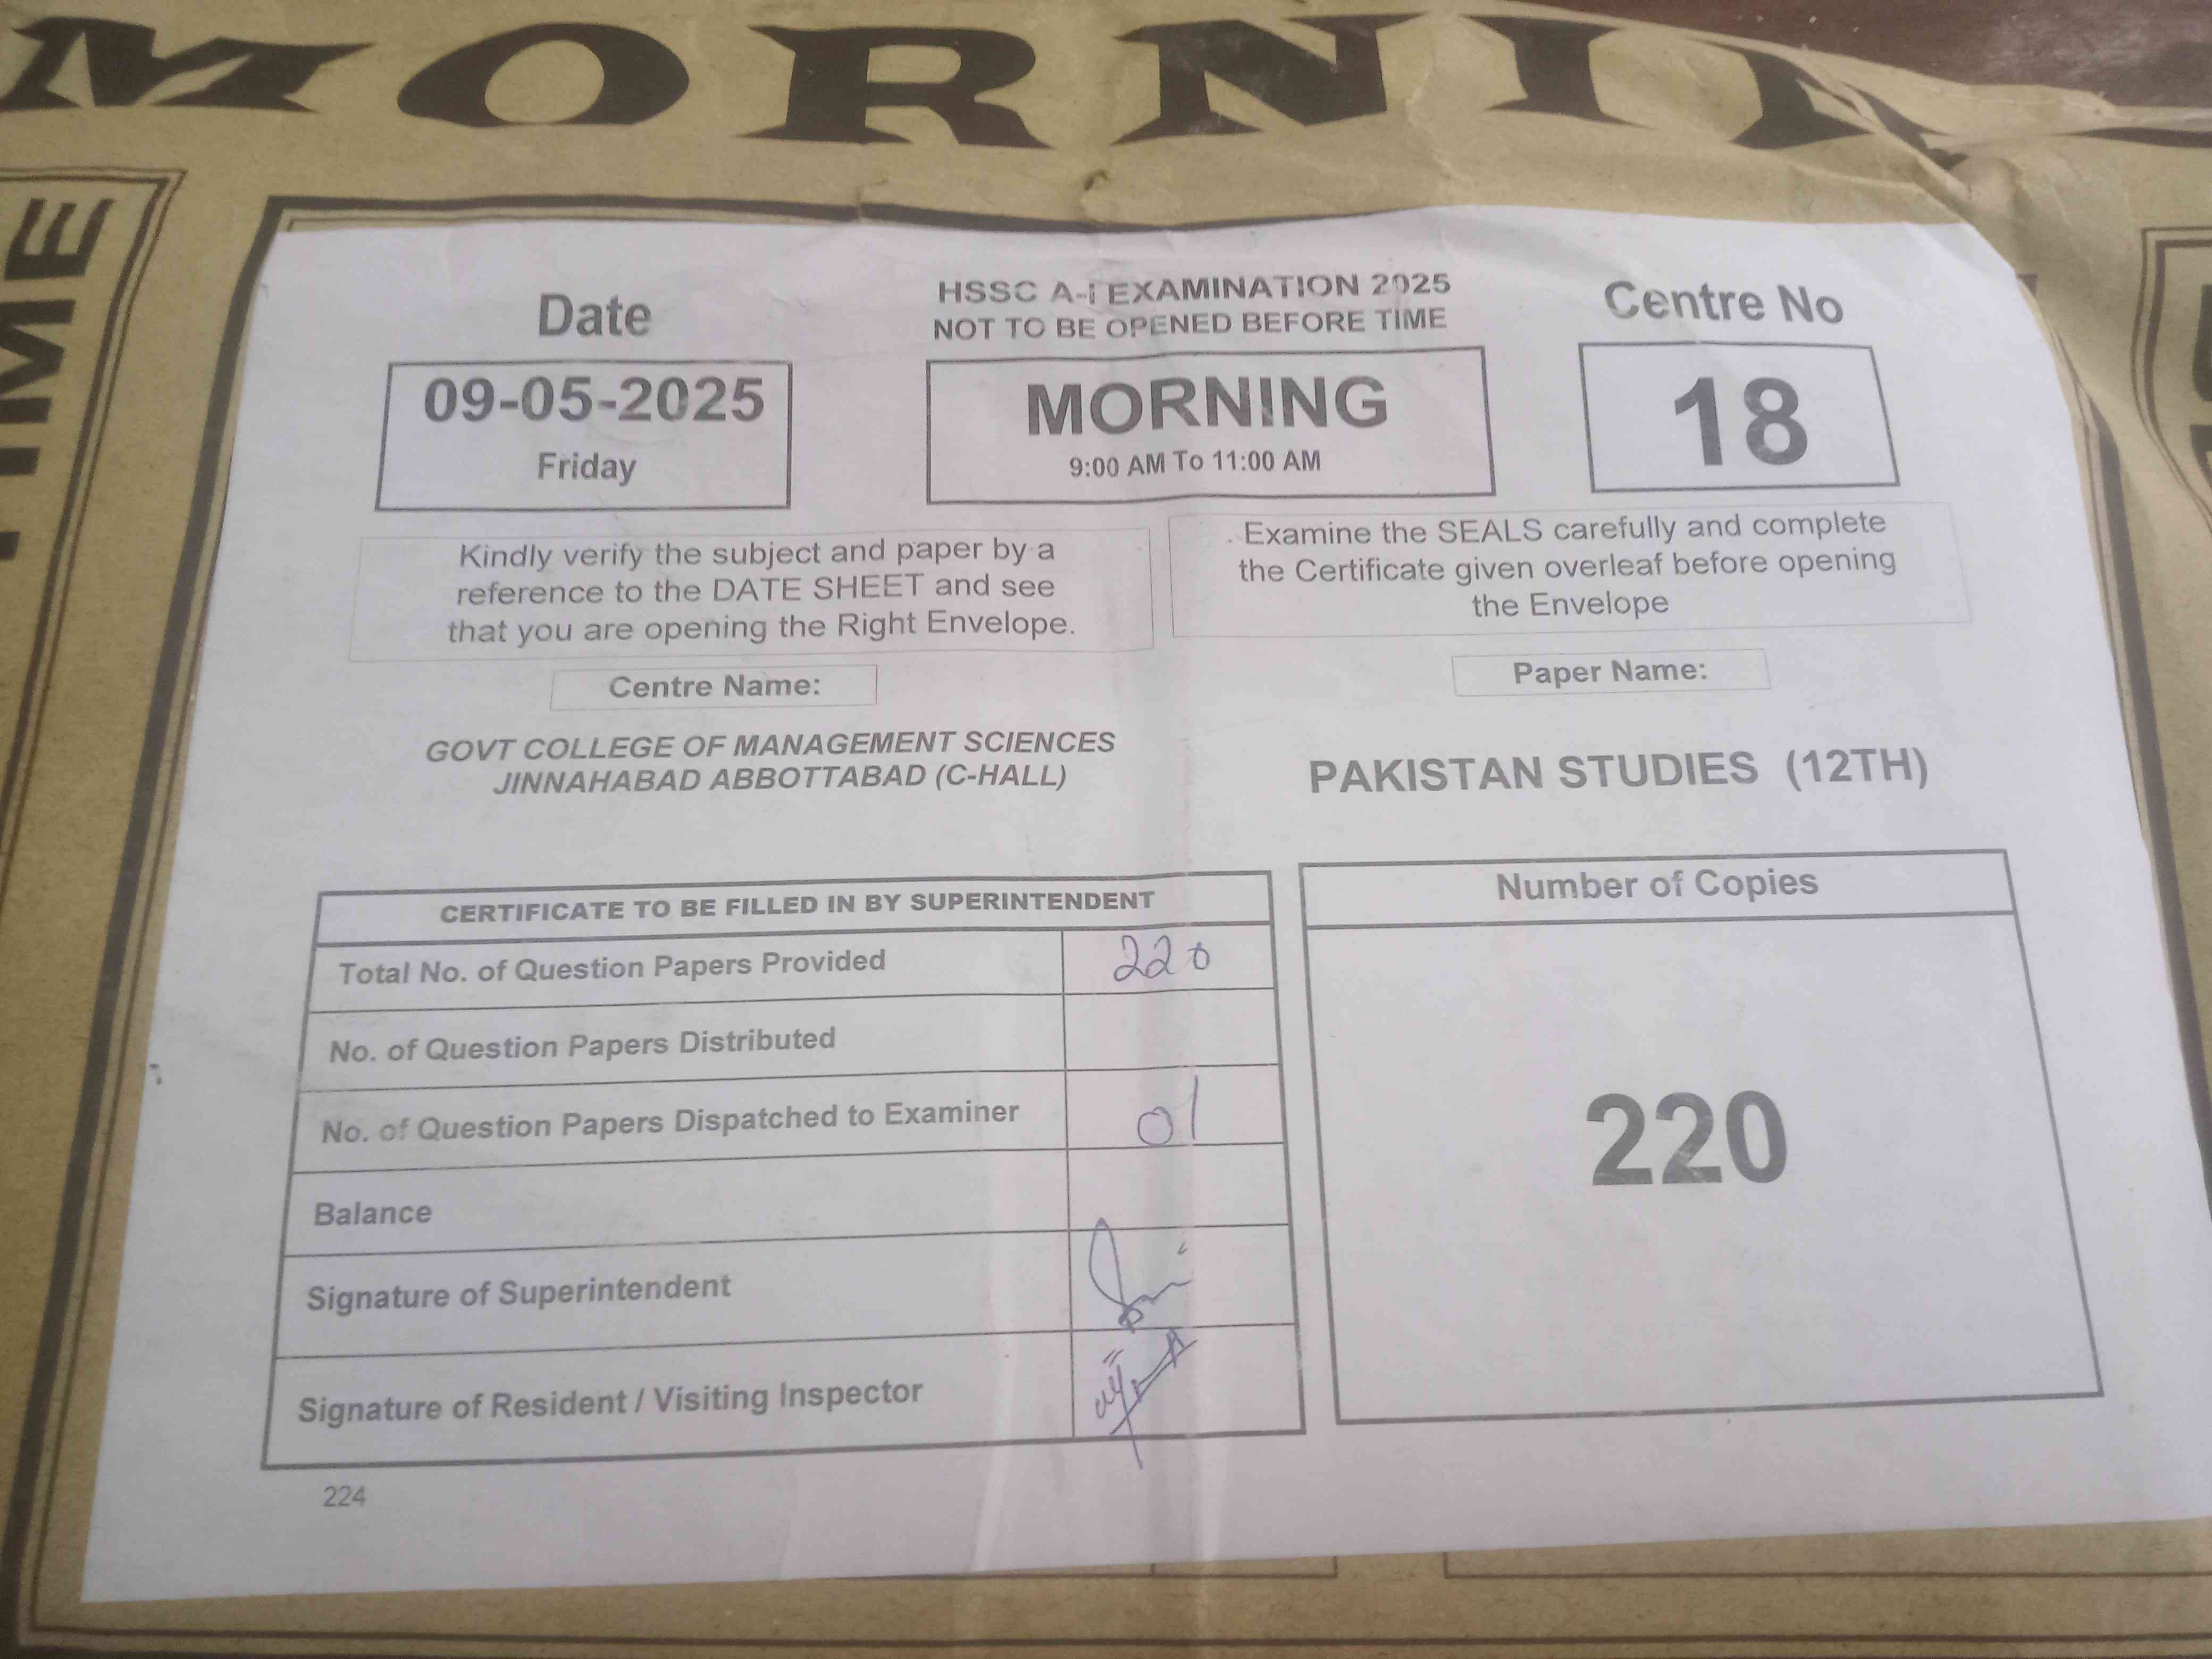 MORNI
TIME
Date
09-05-2025
Friday
HSSC A-I EXAMINATION 2025
NOT TO BE OPENED BEFORE TIME
MORNING
9:00 AM To 11:00 AM
Centre No
18
Kindly verify the subject and paper by a
reference to the DATE SHEET and see
that you are opening the Right Envelope.
Examine the SEALS carefully and complete
the Certificate given overleaf before opening
the Envelope
Centre Name:
GOVT COLLEGE OF MANAGEMENT SCIENCES
JINNAHABAD ABBOTTABAD (C-HALL)
Paper Name:
PAKISTAN STUDIES (12TH)
CERTIFICATE TO BE FILLED IN BY SUPERINTENDENT
Total No. of Question Papers Provided 220
No. of Question Papers Distributed
No. of Question Papers Dispatched to Examiner 01
Balance
Signature of Superintendent
Signature of Resident / Visiting Inspector
Number of Copies
220
224